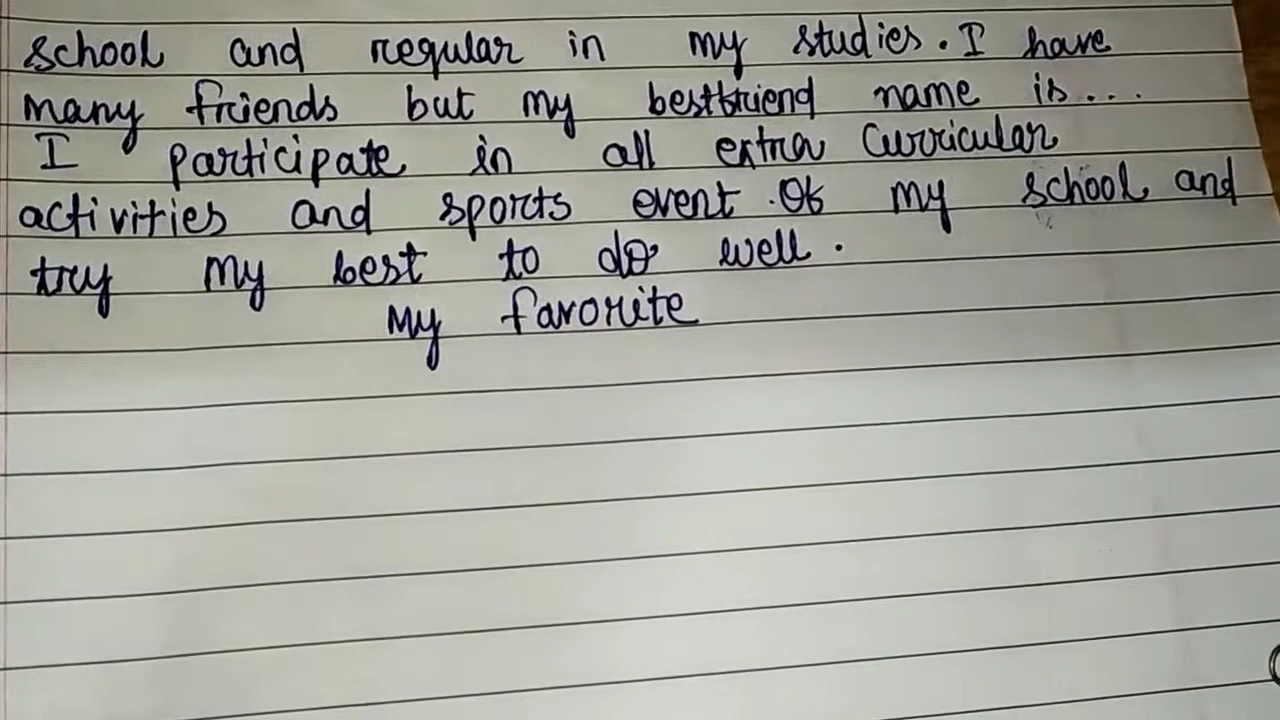 school and regular in my studies. I have
many friends but my bestfriend name is...
I participate in all extra Curricular
activities and sports event. Of my school and
try my best to do well.
My favorite